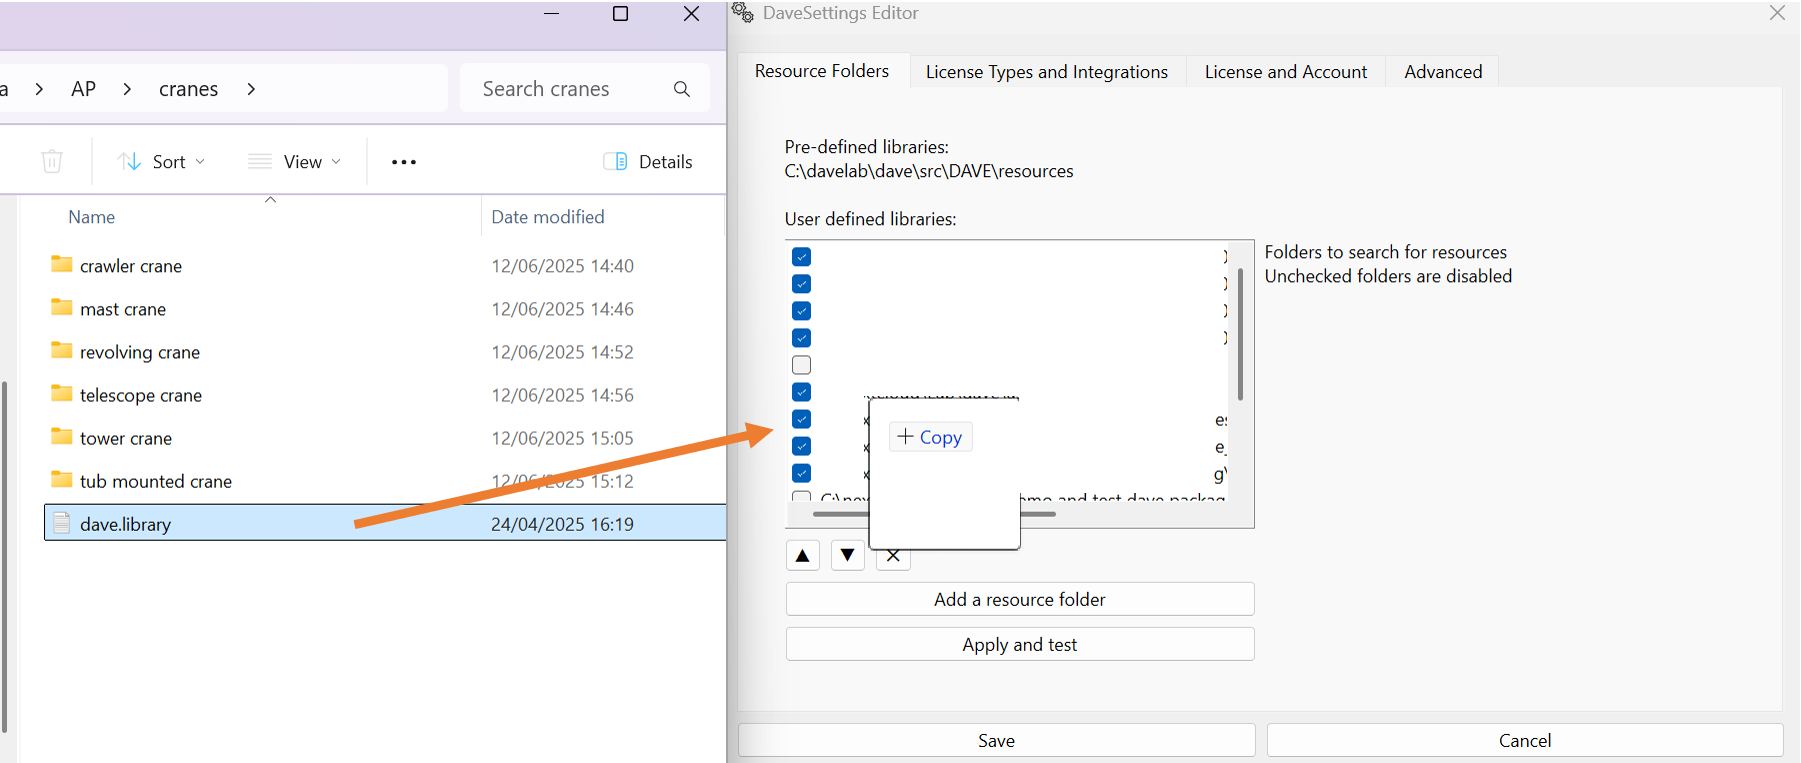 a > AP > cranes >
Search cranes
Sort
View
Details
Name
Date modified
crawler crane 12/06/2025 14:40
mast crane 12/06/2025 14:46
revolving crane 12/06/2025 14:52
telescope crane 12/06/2025 14:56
tower crane 12/06/2025 15:05
tub mounted crane 12/06/2025 15:12
dave.library 24/04/2025 16:19
DaveSettings Editor
Resource Folders
License Types and Integrations
License and Account
Advanced
Pre-defined libraries:
C:\davelab\dave\src\DAVE\resources
User defined libraries:
Folders to search for resources
Unchecked folders are disabled
+ Copy
and test dave packag
Add a resource folder
Apply and test
Save
Cancel